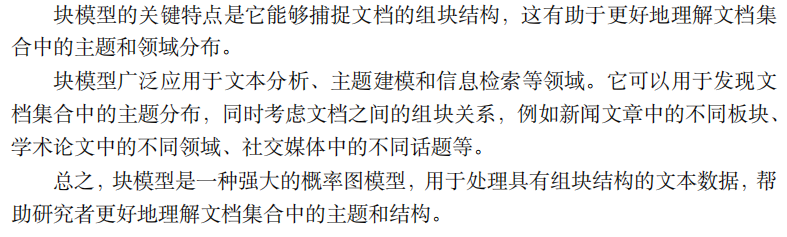 块模型的关键特点是它能够捕捉文档的组块结构，这有助于更好地理解文档集
合中的主题和领域分布。
块模型广泛应用于文本分析、主题建模和信息检索等领域。它可以用于发现文
档集合中的主题分布，同时考虑文档之间的组块关系，例如新闻文章中的不同板块、
学术论文中的不同领域、社交媒体中的不同话题等。
总之，块模型是一种强大的概率图模型，用于处理具有组块结构的文本数据，帮
助研究者更好地理解文档集合中的主题和结构。